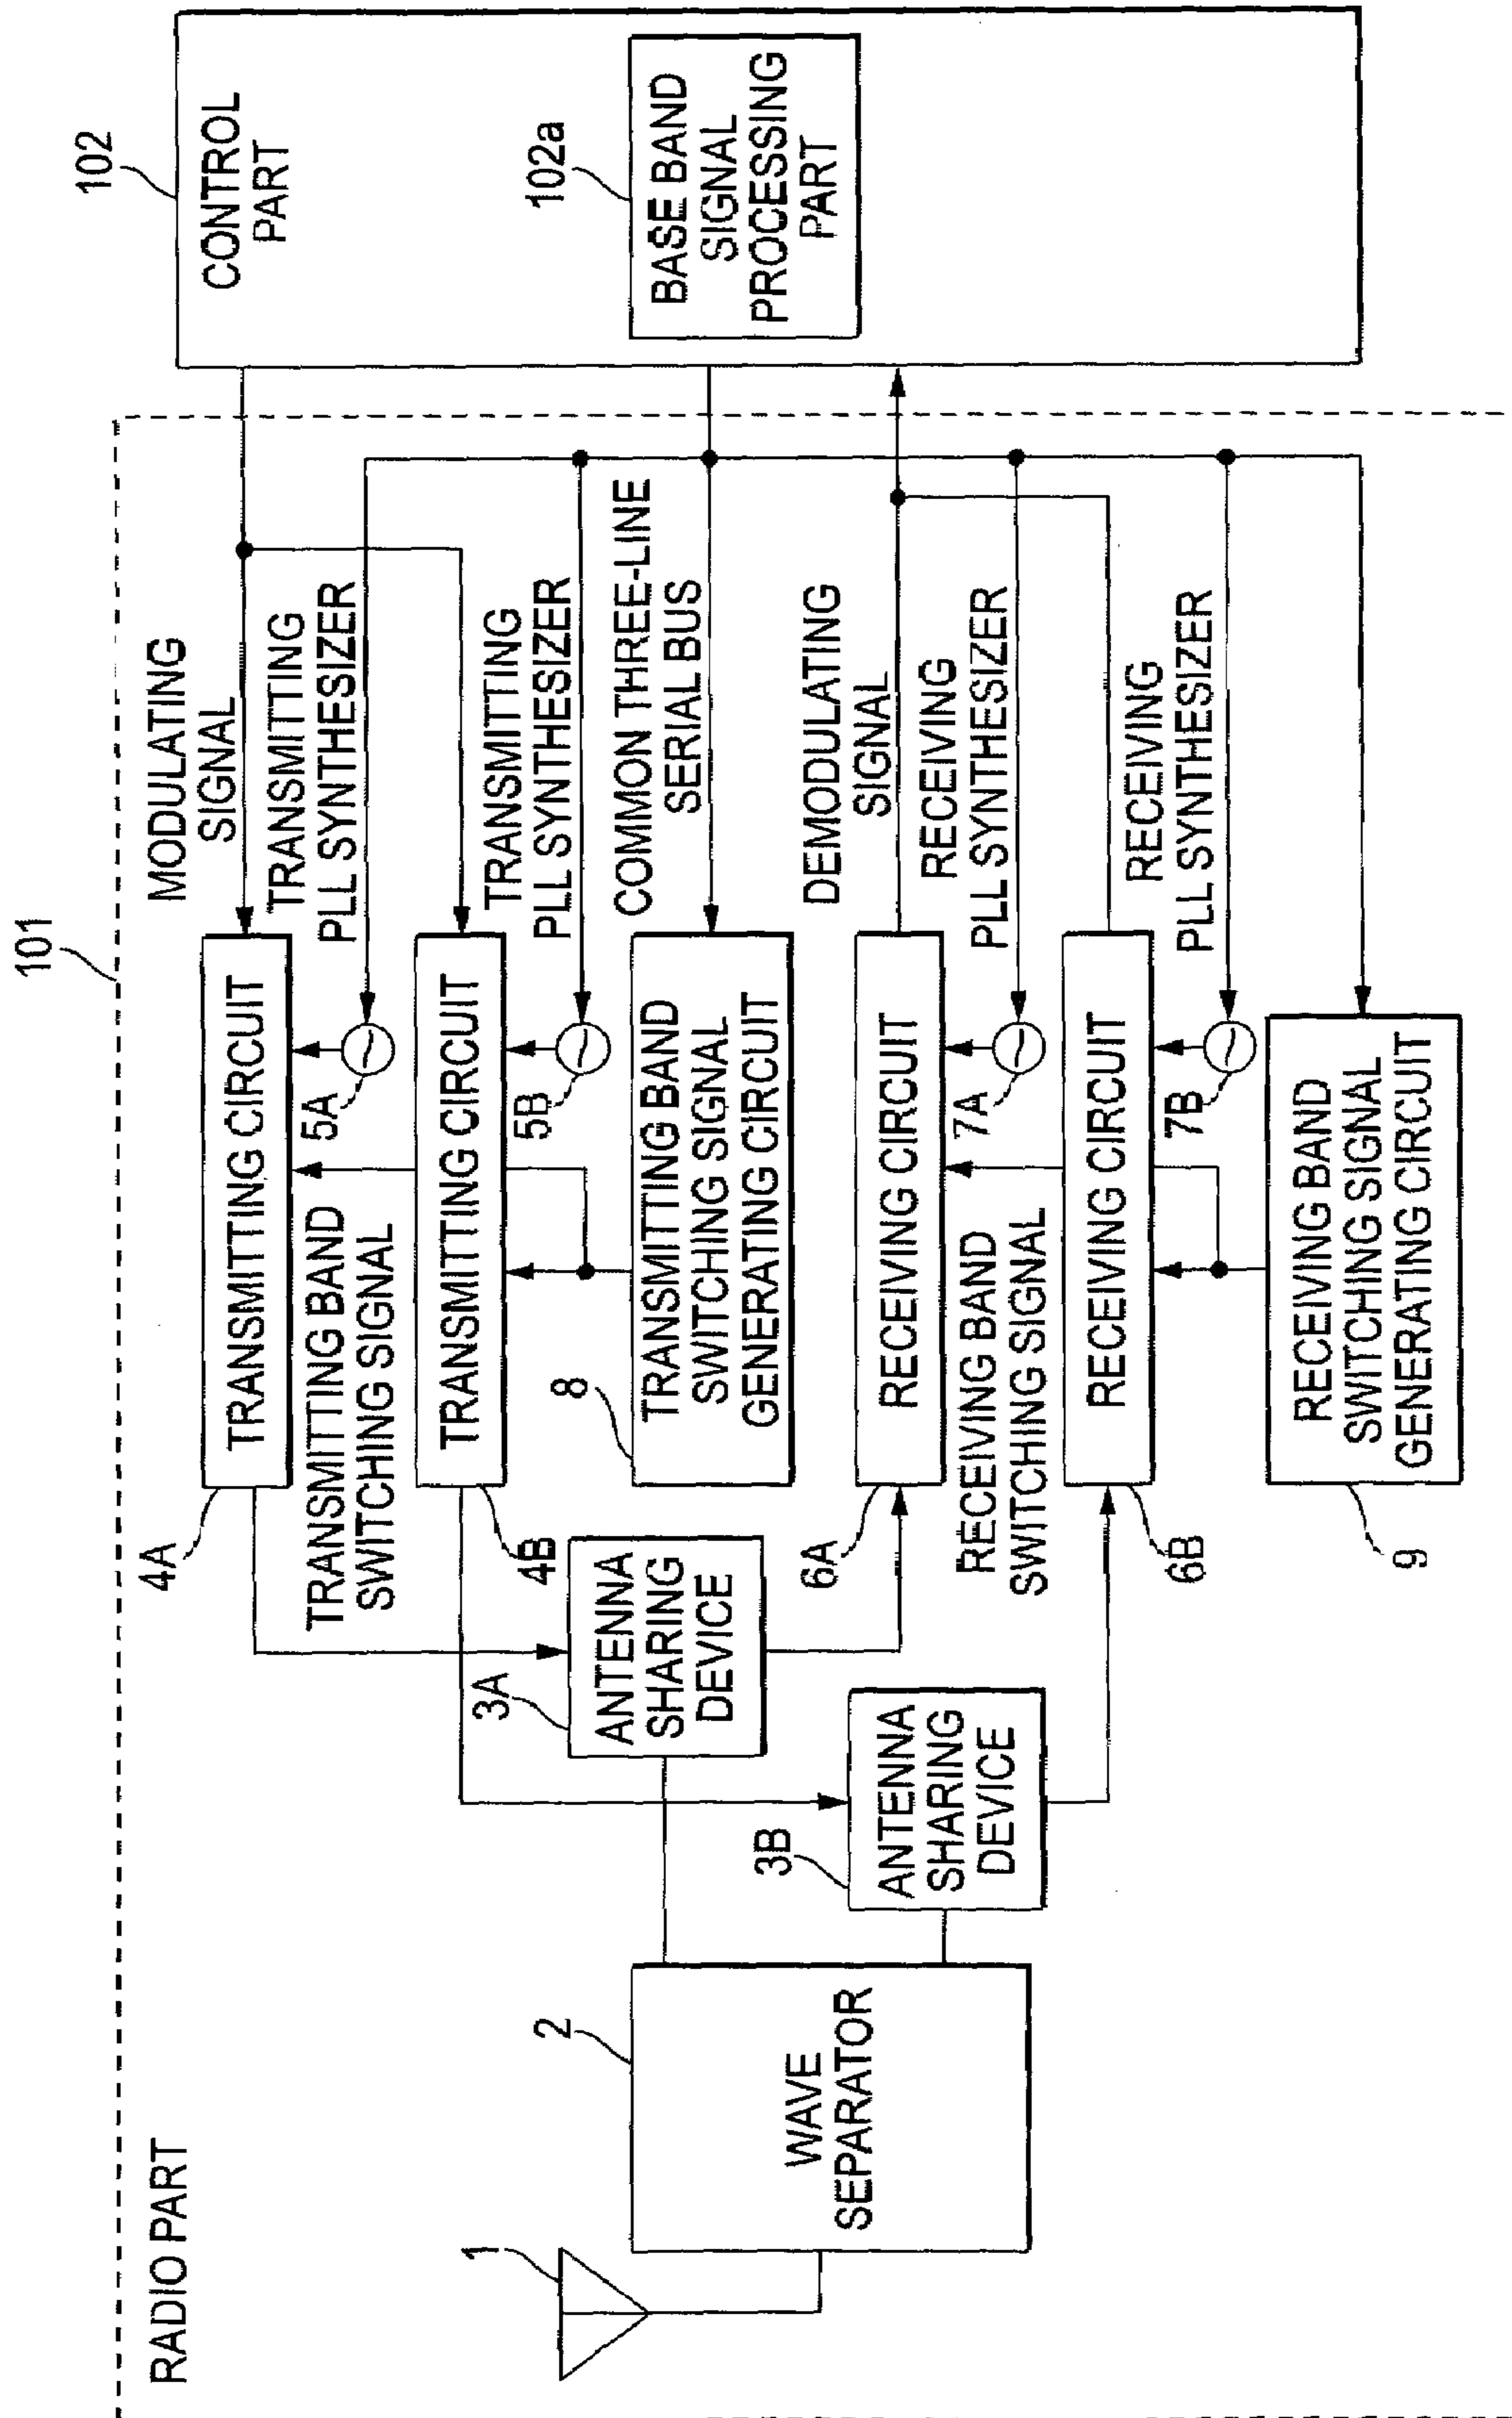 101
RADIO PART
1
2
WAVE
SEPARATOR
3A
ANTENNA
SHARING
DEVICE
3B
ANTENNA
SHARING
DEVICE
4A
TRANSMITTING CIRCUIT
MODULATING
SIGNAL
TRANSMITTING
PLL SYNTHESIZER
5A
TRANSMITTING BAND
SWITCHING SIGNAL
4B
TRANSMITTING CIRCUIT
TRANSMITTING
PLL SYNTHESIZER
5B
COMMON THREE-LINE
SERIAL BUS
8
TRANSMITTING BAND
SWITCHING SIGNAL
GENERATING CIRCUIT
DEMODULATING
SIGNAL
6A
RECEIVING CIRCUIT
RECEIVING
PLL SYNTHESIZER
7A
RECEIVING BAND
SWITCHING SIGNAL
6B
RECEIVING CIRCUIT
RECEIVING
PLL SYNTHESIZER
7B
9
RECEIVING BAND
SWITCHING SIGNAL
GENERATING CIRCUIT
102
CONTROL
PART
102a
BASE BAND
SIGNAL
PROCESSING
PART